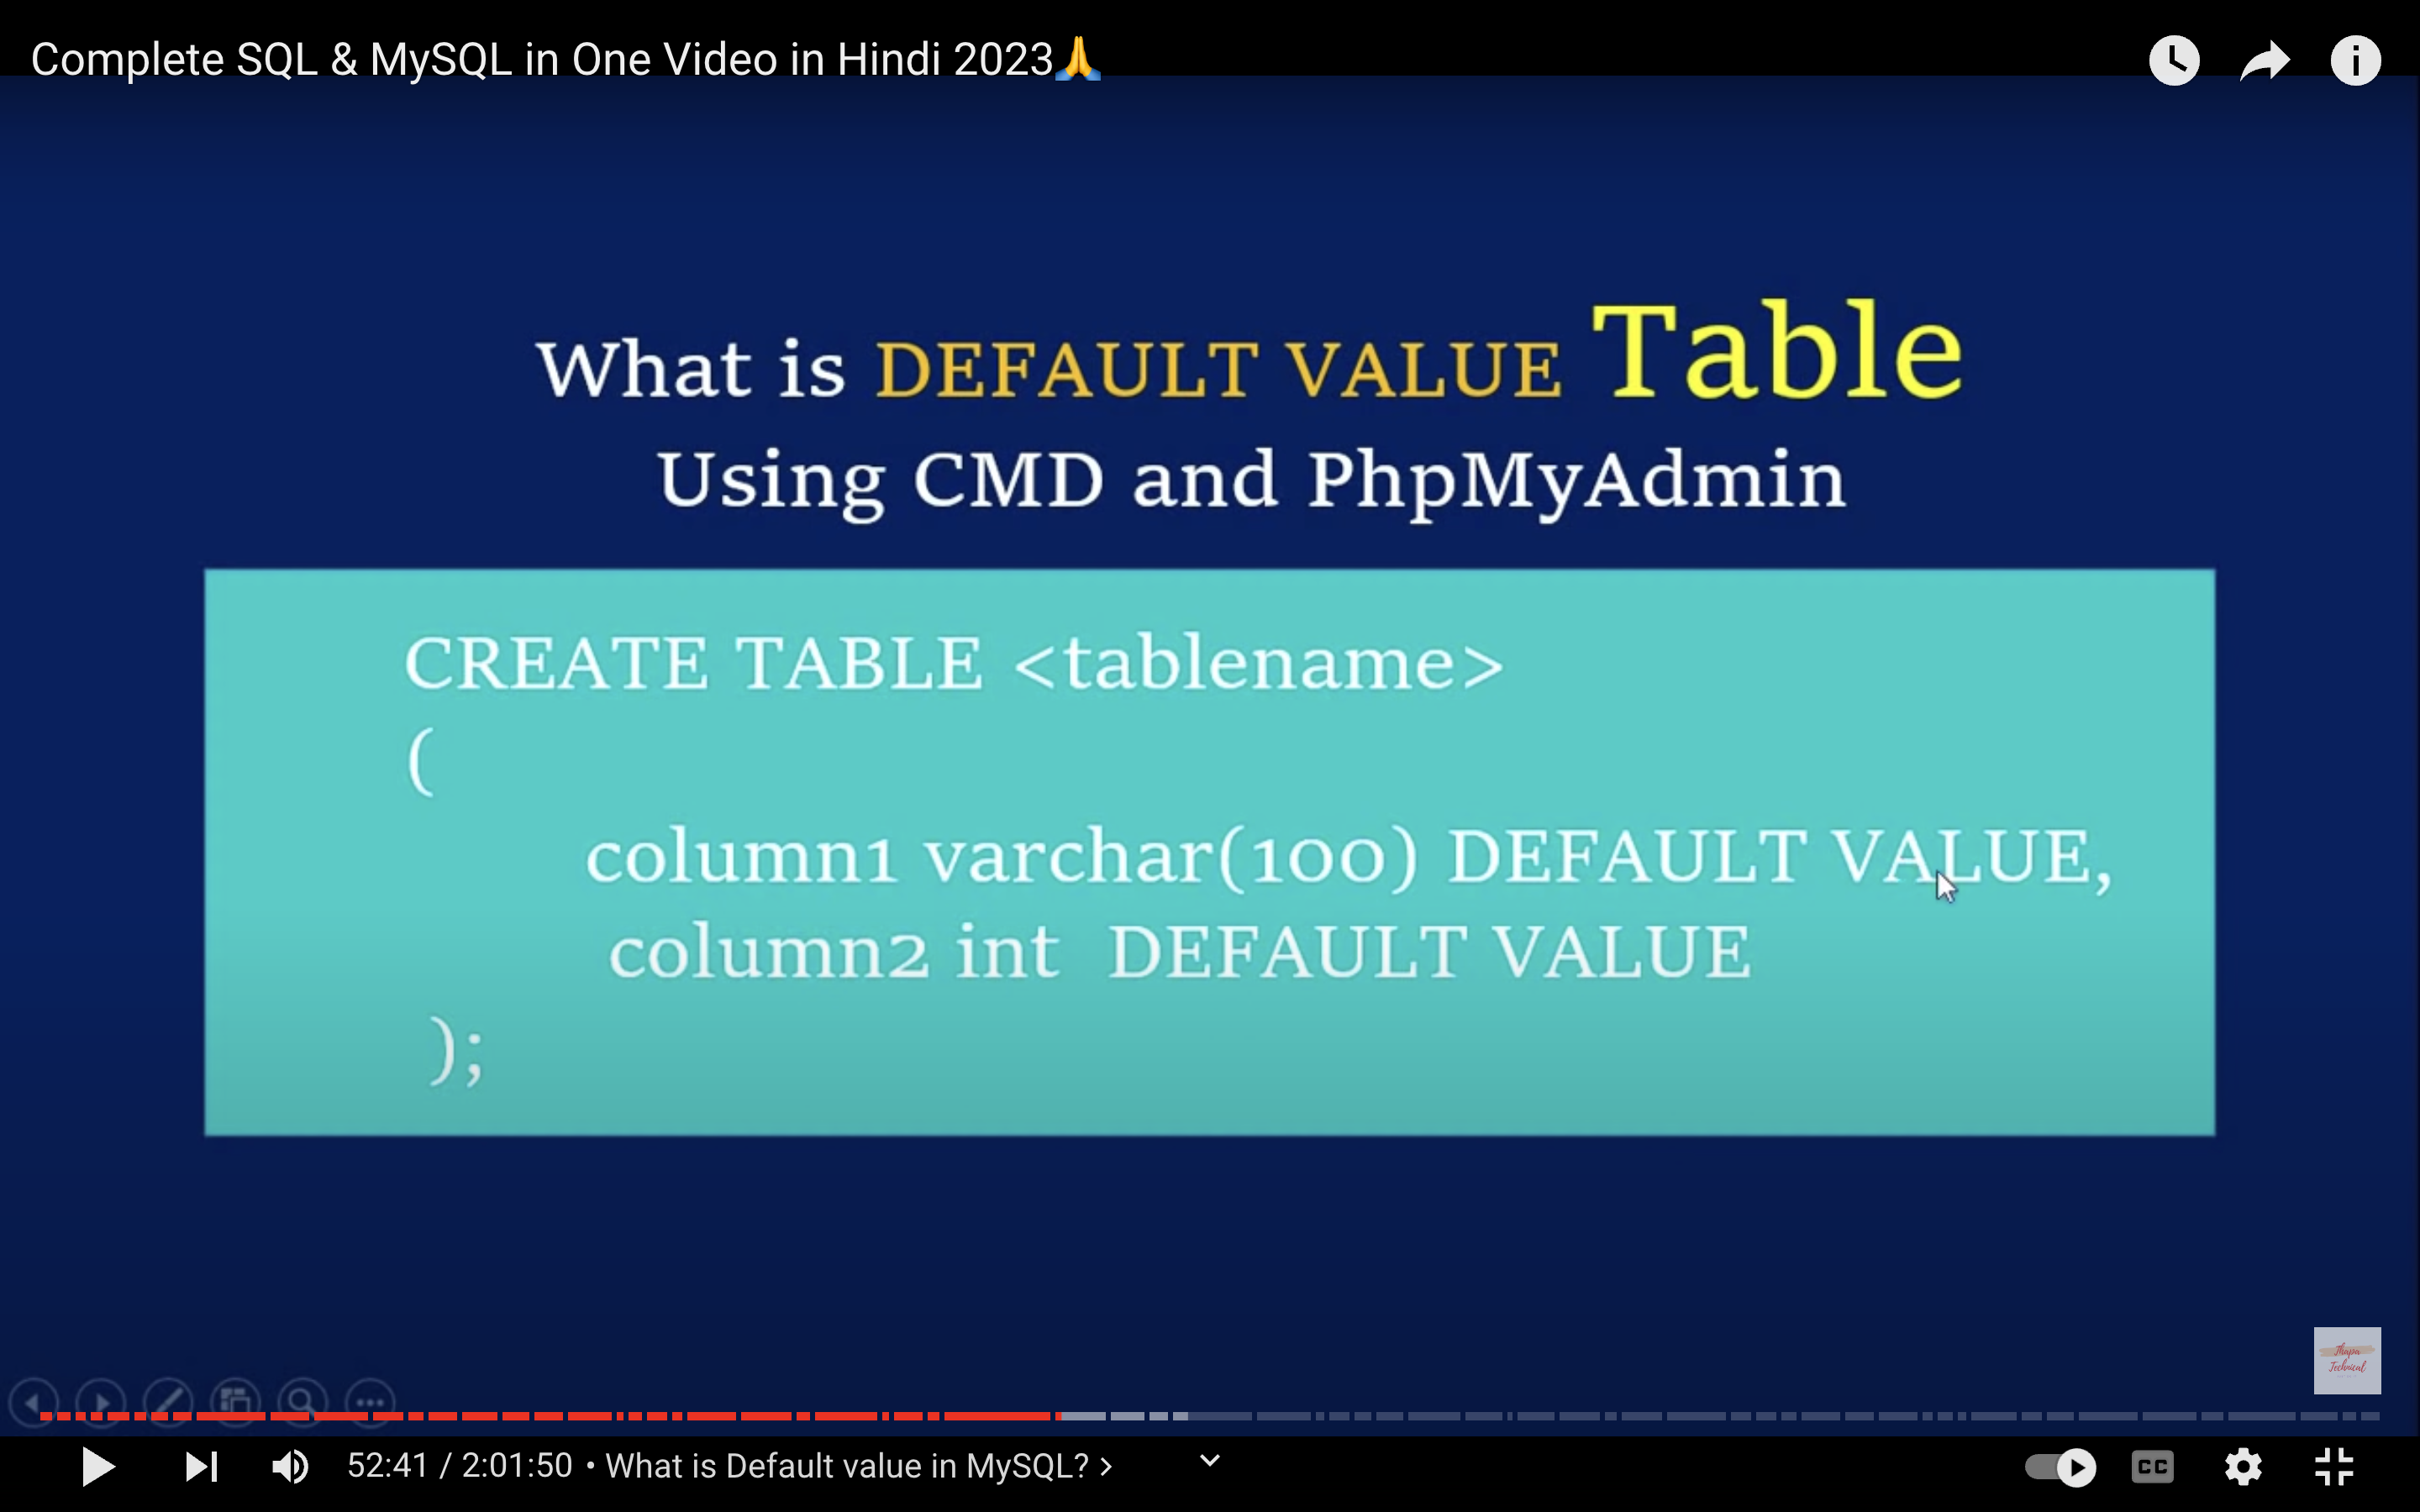 Complete SQL & MySQL in One Video in Hindi 2023🙏
What is DEFAULT VALUE Table
Using CMD and PhpMyAdmin
CREATE TABLE <tablename>
(
column1 varchar(100) DEFAULT VALUE,
column2 int DEFAULT VALUE
);
Thapa
Technical
52:41 / 2:01:50 • What is Default value in MySQL? >
CC